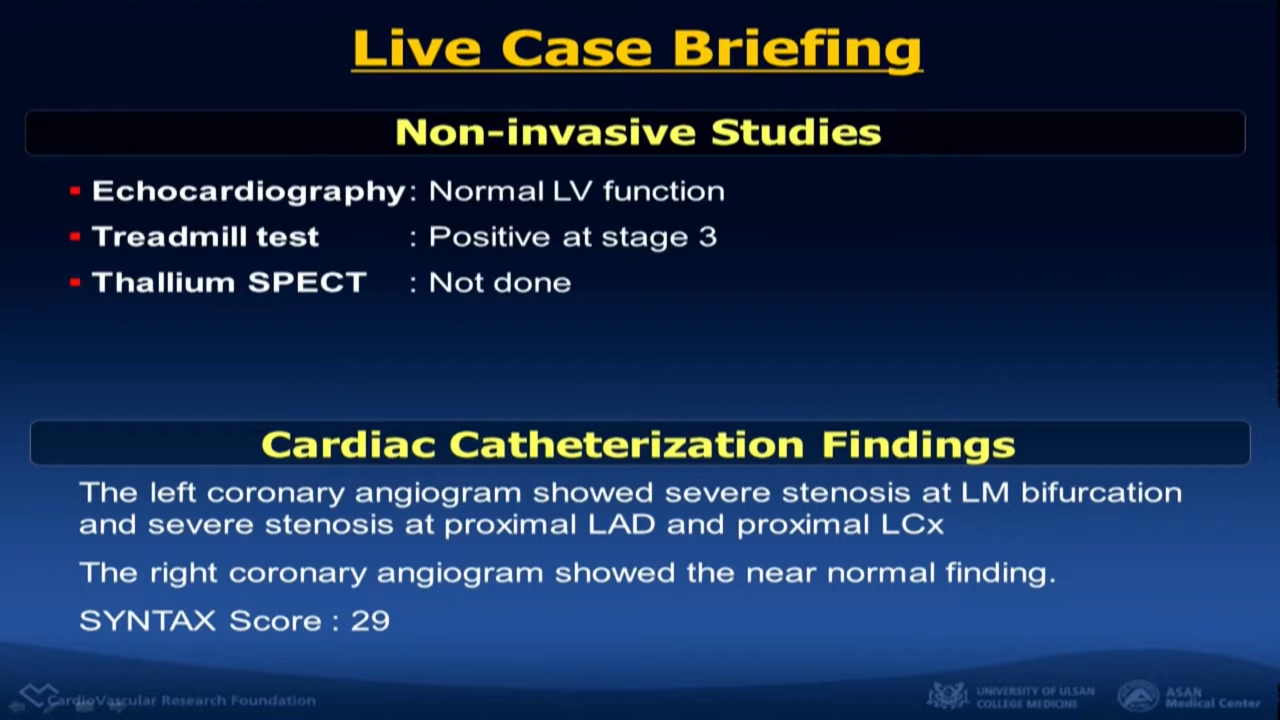 Live Case Briefing
Non-invasive Studies
Echocardiography : Normal LV function
Treadmill test : Positive at stage 3
Thallium SPECT : Not done
Cardiac Catheterization Findings
The left coronary angiogram showed severe stenosis at LM bifurcation
and severe stenosis at proximal LAD and proximal LCx
The right coronary angiogram showed the near normal finding.
SYNTAX Score : 29
CardioVascular Research Foundation
UNIVERSITY OF ULSAN
COLLEGE MEDICINE
ASAN
Medical Center